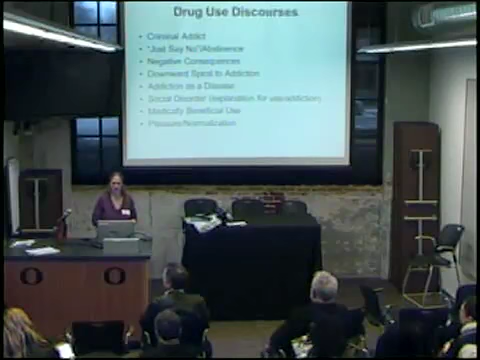 Drug Use Discourses
• Criminal Addict
• "Just Say No"/Abstinence
• Negative Consequences
• Downward Spiral to Addiction
• Addiction as a Disease
• Social Disorder (explanation for use/addiction)
• Medically Beneficial Use
• Pleasure/Normalization
O O